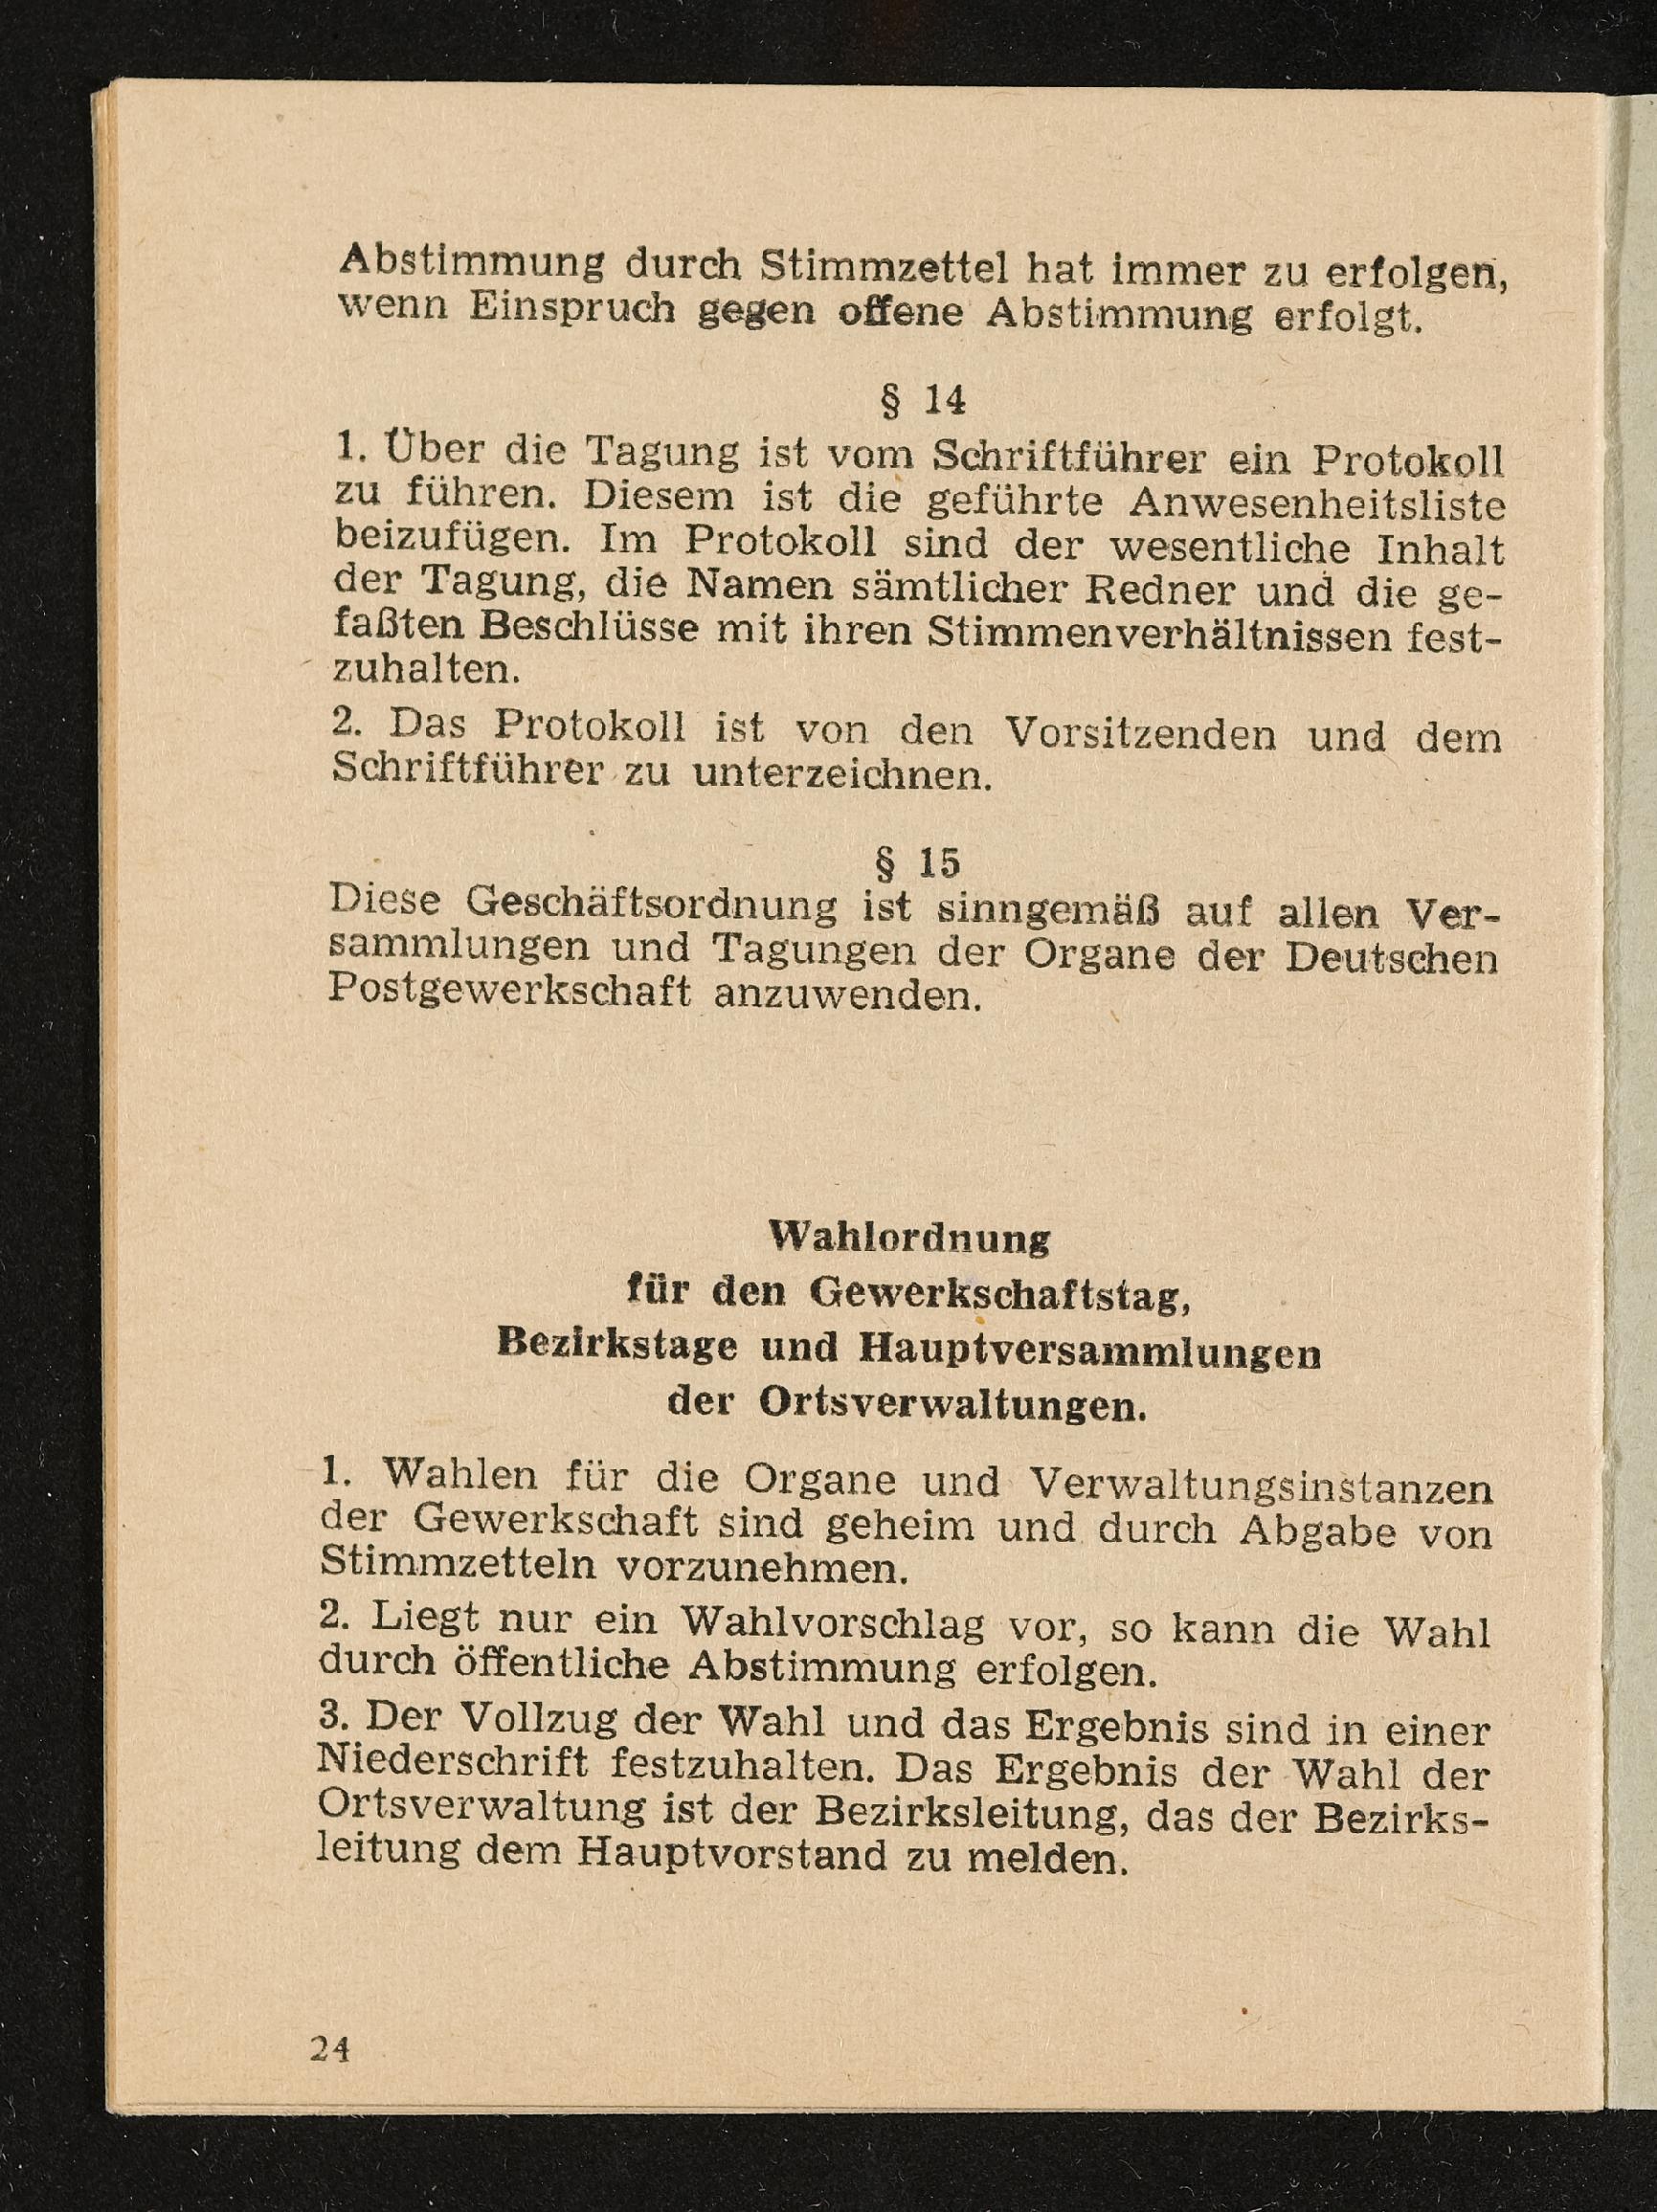 Abstimmung durch Stimmzettel hat immer zu erfolgen,
wenn Einspruch gegen offene Abstimmung erfolgt.
§ 14
1. Über die Tagung ist vom Schriftführer ein Protokoll
zu führen. Diesem ist die geführte Anwesenheitsliste
beizufügen. Im Protokoll sind der wesentliche Inhalt
der Tagung, die Namen sämtlicher Redner und die ge-
faßten Beschlüsse mit ihren Stimmenverhältnissen fest-
zuhalten.
2. Das Protokoll ist von den Vorsitzenden und dem
Schriftführer zu unterzeichnen.
§ 15
Diese Geschäftsordnung ist sinngemäß auf allen Ver-
sammlungen und Tagungen der Organe der Deutschen
Postgewerkschaft anzuwenden.
Wahlordnung
für den Gewerkschaftstag,
Bezirkstage und Hauptversammlungen
der Ortsverwaltungen.
1. Wahlen für die Organe und Verwaltungsinstanzen
der Gewerkschaft sind geheim und durch Abgabe von
Stimmzetteln vorzunehmen.
2. Liegt nur ein Wahlvorschlag vor, so kann die Wahl
durch öffentliche Abstimmung erfolgen.
3. Der Vollzug der Wahl und das Ergebnis sind in einer
Niederschrift festzuhalten. Das Ergebnis der Wahl der
Ortsverwaltung ist der Bezirksleitung, das der Bezirks-
leitung dem Hauptvorstand zu melden.
24